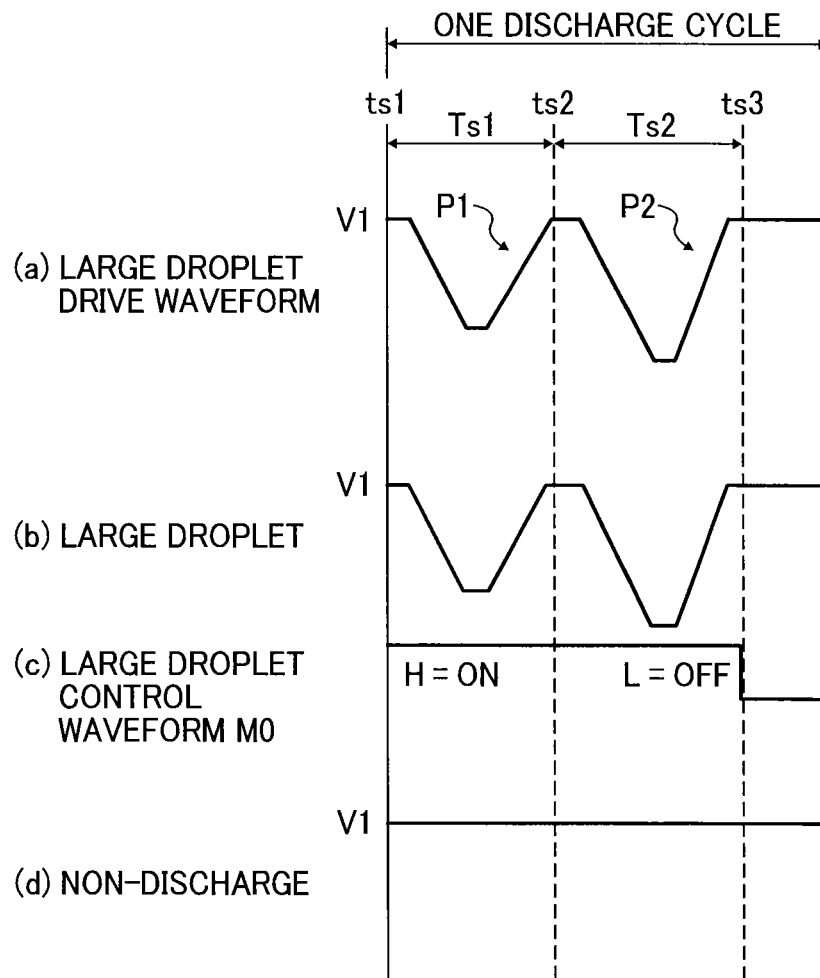 ONE DISCHARGE CYCLE
ts1 ts2 ts3
Ts1 Ts2
V1 P1 P2
(a) LARGE DROPLET
DRIVE WAVEFORM
V1
(b) LARGE DROPLET
(c) LARGE DROPLET
CONTROL
WAVEFORM M0
H = ON L = OFF
V1
(d) NON-DISCHARGE